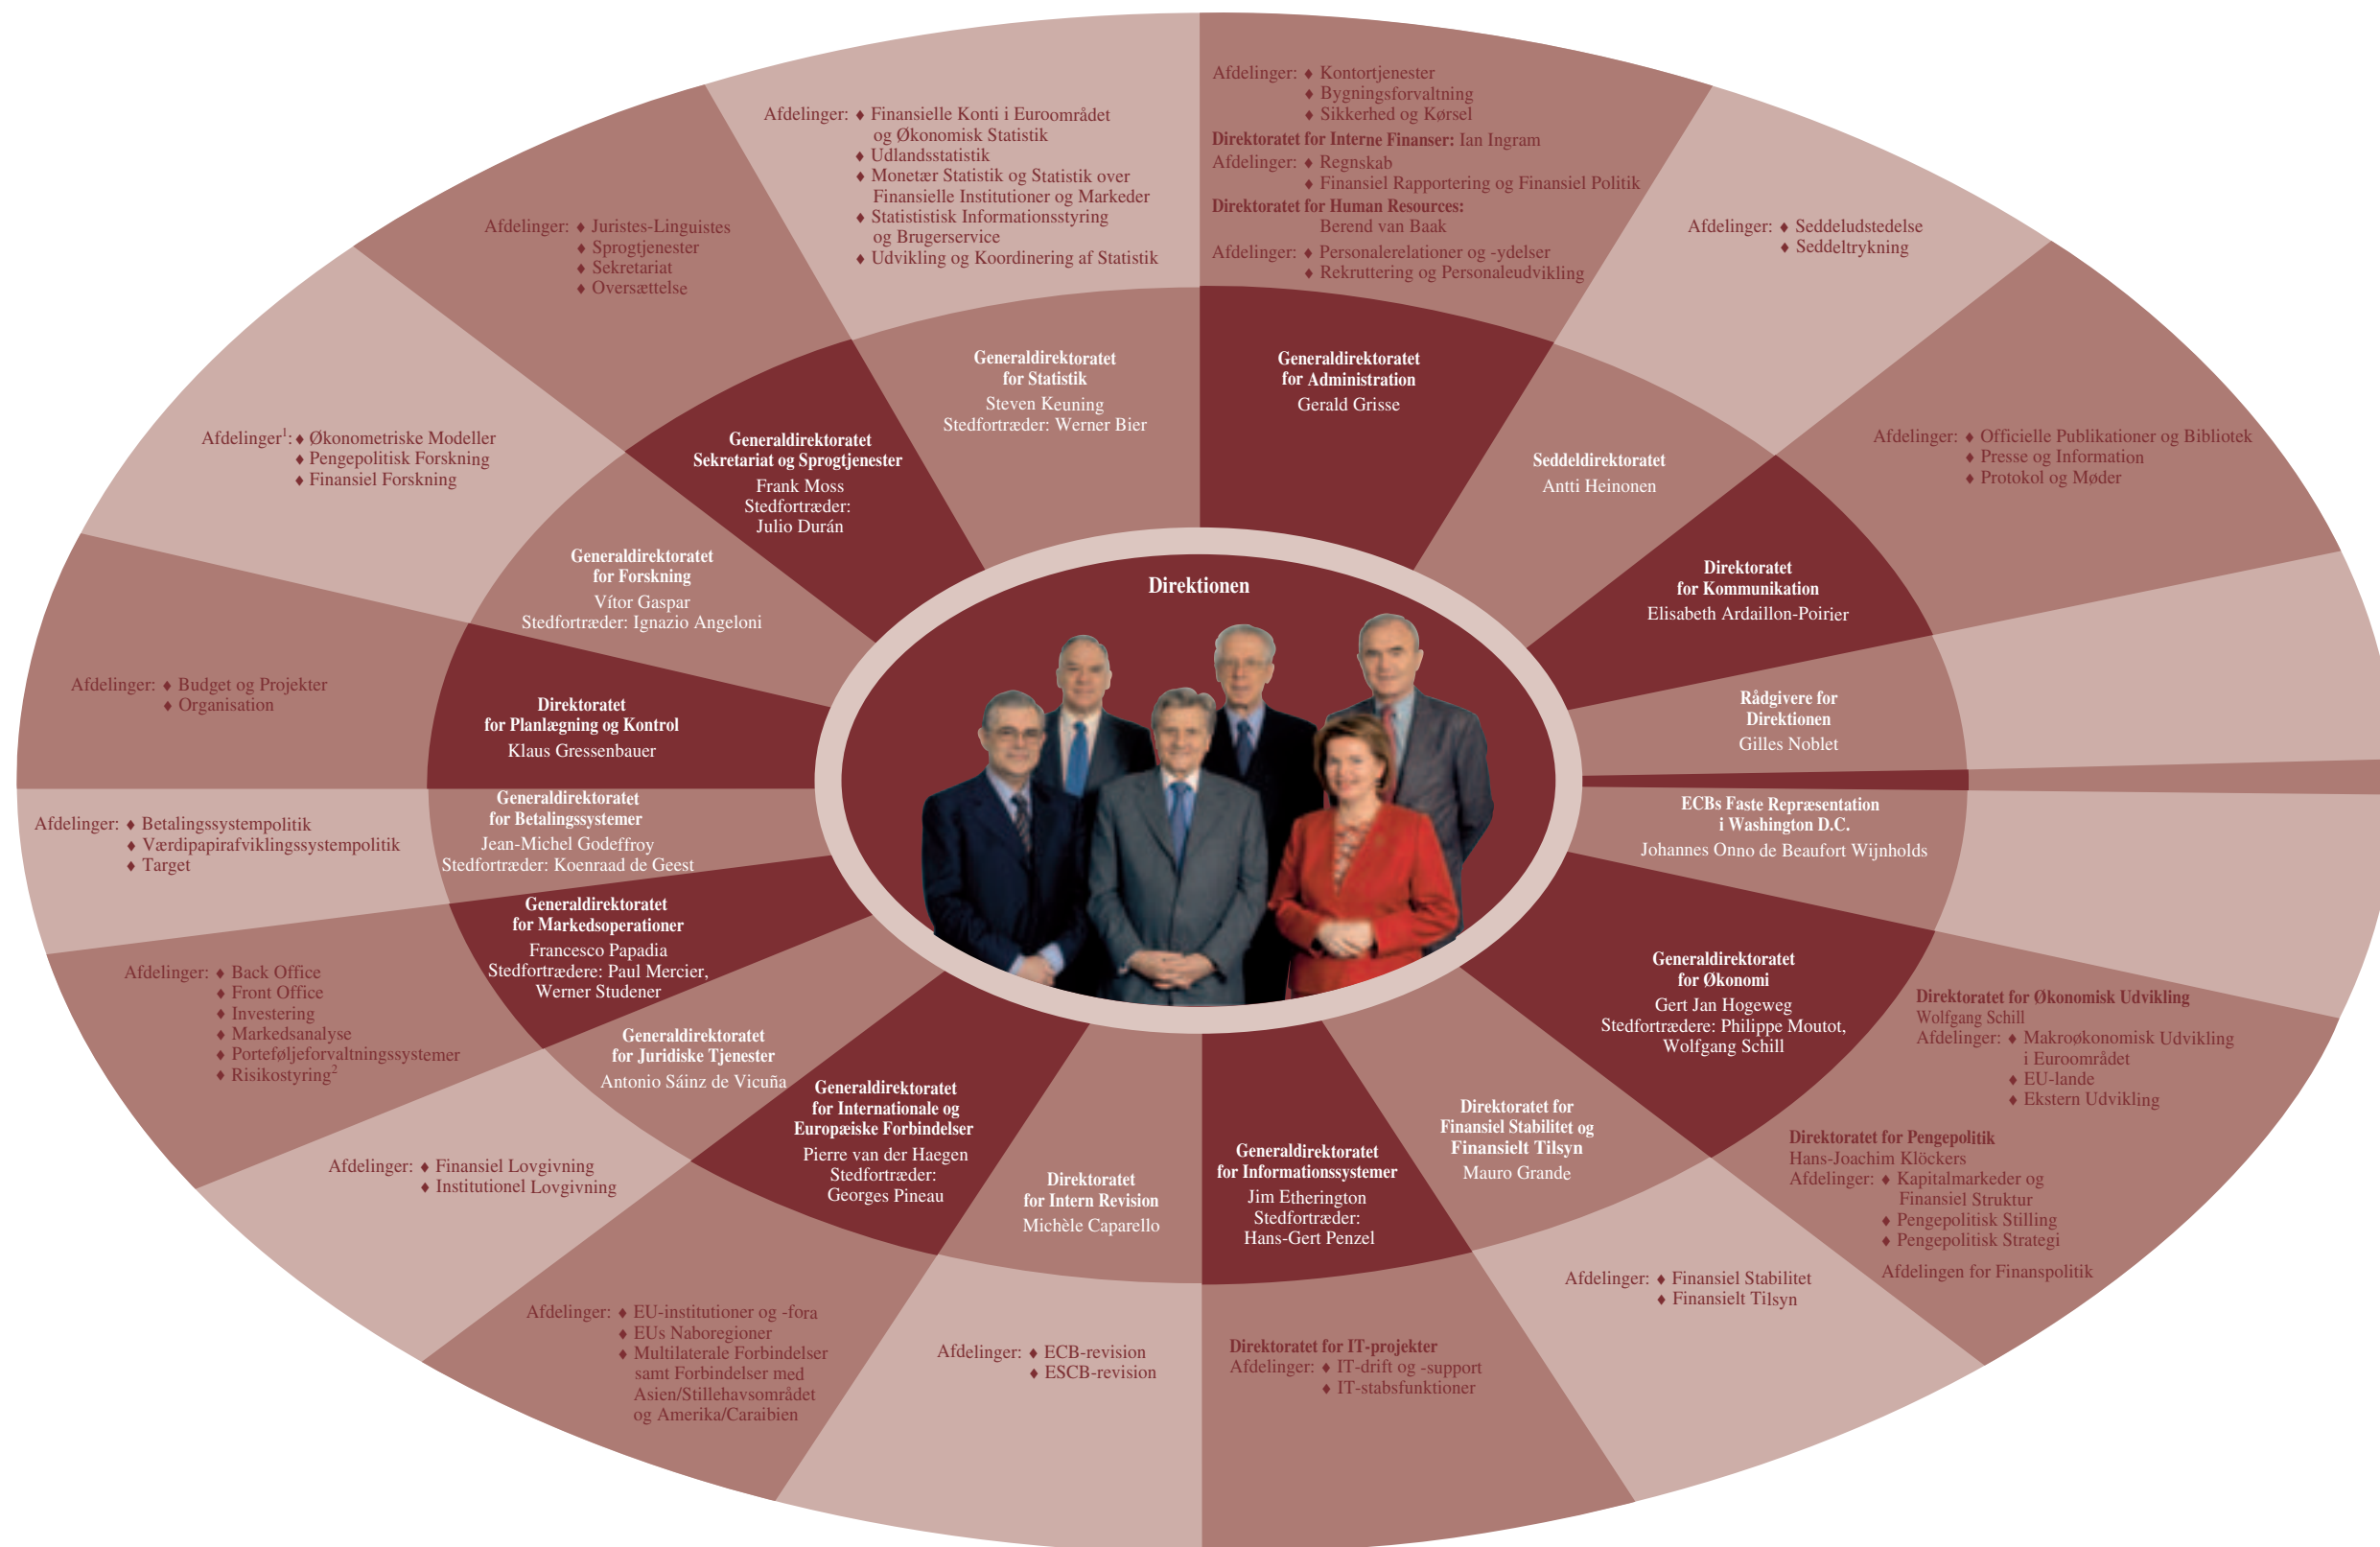 Direktionen
Afdelinger: ♦ Kontortjenester
♦ Bygningsforvaltning
♦ Sikkerhed og Kørsel
Direktoratet for Interne Finanser: Ian Ingram
Afdelinger: ♦ Regnskab
♦ Finansiel Rapportering og Finansiel Politik
Direktoratet for Human Resources:
Berend van Baak
Afdelinger: ♦ Personalerelationer og -ydelser
♦ Rekruttering og Personaleudvikling
Generaldirektoratet
for Administration
Gerald Grisse
Afdelinger: ♦ Seddeludstedelse
♦ Seddeltrykning
Seddeldirektoratet
Antti Heinonen
Afdelinger: ♦ Officielle Publikationer og Bibliotek
♦ Presse og Information
♦ Protokol og Møder
Direktoratet
for Kommunikation
Elisabeth Ardaillon-Poirier
Rådgivere for
Direktionen
Gilles Noblet
ECBs Faste Repræsentation
i Washington D.C.
Johannes Onno de Beaufort Wijnholds
Generaldirektoratet
for Økonomi
Gert Jan Hogeweg
Stedfortrædere: Philippe Moutot,
Wolfgang Schill
Direktoratet for Økonomisk Udvikling
Wolfgang Schill
Afdelinger: ♦ Makroøkonomisk Udvikling
i Euroområdet
♦ EU-lande
♦ Ekstern Udvikling
Direktoratet for Pengepolitik
Hans-Joachim Klöckers
Afdelinger: ♦ Kapitalmarkeder og
Finansiel Struktur
♦ Pengepolitisk Stilling
♦ Pengepolitisk Strategi
Afdelingen for Finanspolitik
Direktoratet for
Finansiel Stabilitet og
Finansielt Tilsyn
Mauro Grande
Afdelinger: ♦ Finansiel Stabilitet
♦ Finansielt Tilsyn
Generaldirektoratet
for Informationssystemer
Jim Etherington
Stedfortræder:
Hans-Gert Penzel
Direktoratet for IT-projekter
Afdelinger: ♦ IT-drift og -support
♦ IT-stabsfunktioner
Direktoratet
for Intern Revision
Michèle Caparello
Afdelinger: ♦ ECB-revision
♦ ESCB-revision
Generaldirektoratet
for Internationale og
Europæiske Forbindelser
Pierre van der Haegen
Stedfortræder:
Georges Pineau
Afdelinger: ♦ EU-institutioner og -fora
♦ EUs Naboregioner
♦ Multilaterale Forbindelser
samt Forbindelser med
Asien/Stillehavsområdet
og Amerika/Caraibien
Generaldirektoratet
for Juridiske Tjenester
Antonio Sáinz de Vicuña
Afdelinger: ♦ Finansiel Lovgivning
♦ Institutionel Lovgivning
Generaldirektoratet
for Markedsoperationer
Francesco Papadia
Stedfortrædere: Paul Mercier,
Werner Studener
Afdelinger: ♦ Back Office
♦ Front Office
♦ Investering
♦ Markedsanalyse
♦ Porteføljeforvaltningssystemer
♦ Risikostyring²
Generaldirektoratet
for Betalingssystemer
Jean-Michel Godeffroy
Stedfortræder: Koenraad de Geest
Afdelinger: ♦ Betalingssystempolitik
♦ Værdipapirafviklingssystempolitik
♦ Target
Direktoratet
for Planlægning og Kontrol
Klaus Gressenbauer
Afdelinger: ♦ Budget og Projekter
♦ Organisation
Generaldirektoratet
for Forskning
Vítor Gaspar
Stedfortræder: Ignazio Angeloni
Afdelinger¹: ♦ Økonometriske Modeller
♦ Pengepolitisk Forskning
♦ Finansiel Forskning
Generaldirektoratet
Sekretariat og Sprogtjenester
Frank Moss
Stedfortræder:
Julio Durán
Afdelinger: ♦ Juristes-Linguistes
♦ Sprogtjenester
♦ Sekretariat
♦ Oversættelse
Generaldirektoratet
for Statistik
Steven Keuning
Stedfortræder: Werner Bier
Afdelinger: ♦ Finansielle Konti i Euroområdet
og Økonomisk Statistik
♦ Udlandsstatistik
♦ Monetær Statistik og Statistik over
Finansielle Institutioner og Markeder
♦ Statististisk Informationsstyring
og Brugerservice
♦ Udvikling og Koordinering af Statistik